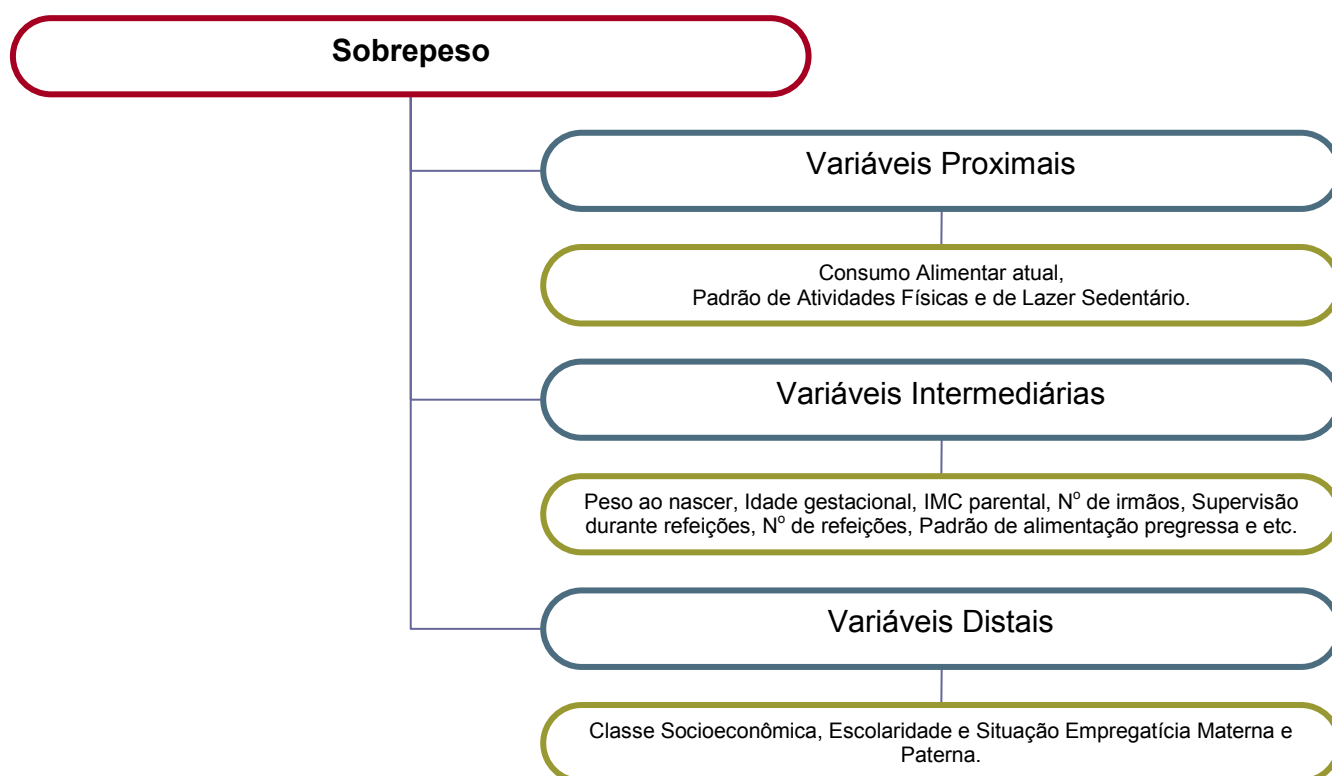 Sobrepeso
Variáveis Proximais
Consumo Alimentar atual,
Padrão de Atividades Físicas e de Lazer Sedentário.
Variáveis Intermediárias
Peso ao nascer, Idade gestacional, IMC parental, Nº de irmãos, Supervisão
durante refeições, Nº de refeições, Padrão de alimentação pregressa e etc.
Variáveis Distais
Classe Socioeconômica, Escolaridade e Situação Empregatícia Materna e
Paterna.